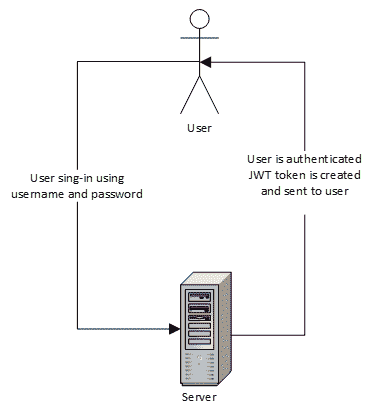 User
User sing-in using
username and password
User is authenticated
JWT token is created
and sent to user
Server